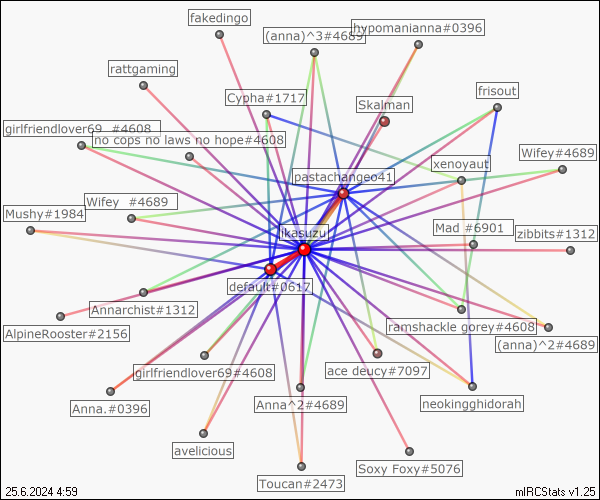 fakedingo
(anna)^3#4689
hypomanianna#0396
rattgaming
Cypha#1717
Skalman
frisout
girlfriendlover69_#4608
no cops no laws no hope#4608
Wifey#4689
xenoyaut
pastachangeo41
Mushy#1984
Wifey_ #4689
Mad #6901
zibbits#1312
ikasuzu
default#0617
Annarchist#1312
AlpineRooster#2156
ramshackle gorey#4608
(anna)^2#4689
girlfriendlover69#4608
ace deucy#7097
Anna.#0396
Anna^2#4689
neokingghidorah
avelicious
Soxy Foxy#5076
Toucan#2473
25.6.2024 4:59
mIRCStats v1.25